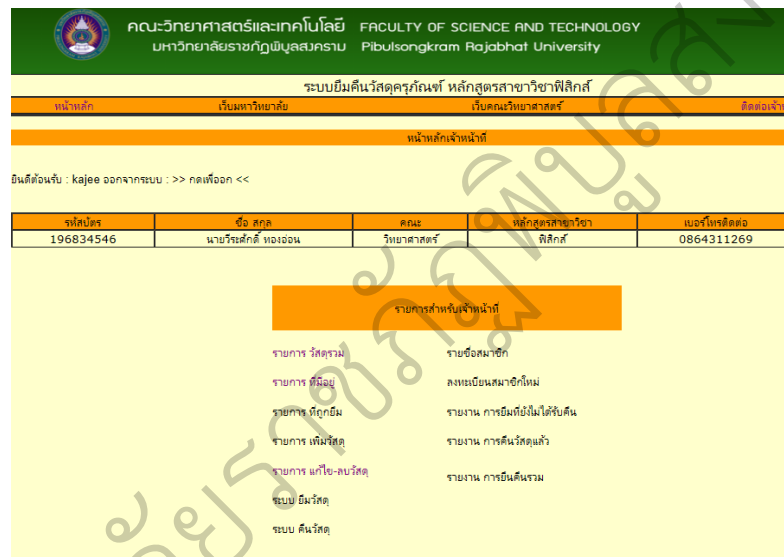 คณะวิทยาศาสตร์และเทคโนโลยี FACULTY OF SCIENCE AND TECHNOLOGY
มหาวิทยาลัยราชภัฏพิบูลสงคราม Pibulsongkram Rajabhat University
ระบบยืมคืนวัสดุครุภัณฑ์ หลักสูตรสาขาวิชาฟิสิกส์
หน้าหลัก เว็บมหาวิทยาลัย เว็บคณะวิทยาศาสตร์ ติดต่อเจ้าห
หน้าหลักเจ้าหน้าที่
ยินดีต้อนรับ : kajee ออกจากระบบ : >> กดเพื่ออก <<
รหัสบัตร ชื่อ สกุล คณะ หลักสูตรสาขาวิชา เบอร์โทรติดต่อ
196834546 นายวีระศักดิ์ ทองอ่อน วิทยาศาสตร์ ฟิสิกส์ 0864311269
รายการสำหรับเจ้าหน้าที่
รายการ วัสดุรวม รายชื่อสมาชิก
รายการ ที่มีอยู่ ลงทะเบียนสมาชิกใหม่
รายการ ที่ถูกยืม รายงาน การยืมที่ยังไม่ได้รับคืน
รายการ เพิ่มวัสดุ รายงาน การคืนวัสดุแล้ว
รายการ แก้ไข-ลบวัสดุ รายงาน การยืมคืนรวม
ระบบ ยืมวัสดุ
ระบบ คืนวัสดุ